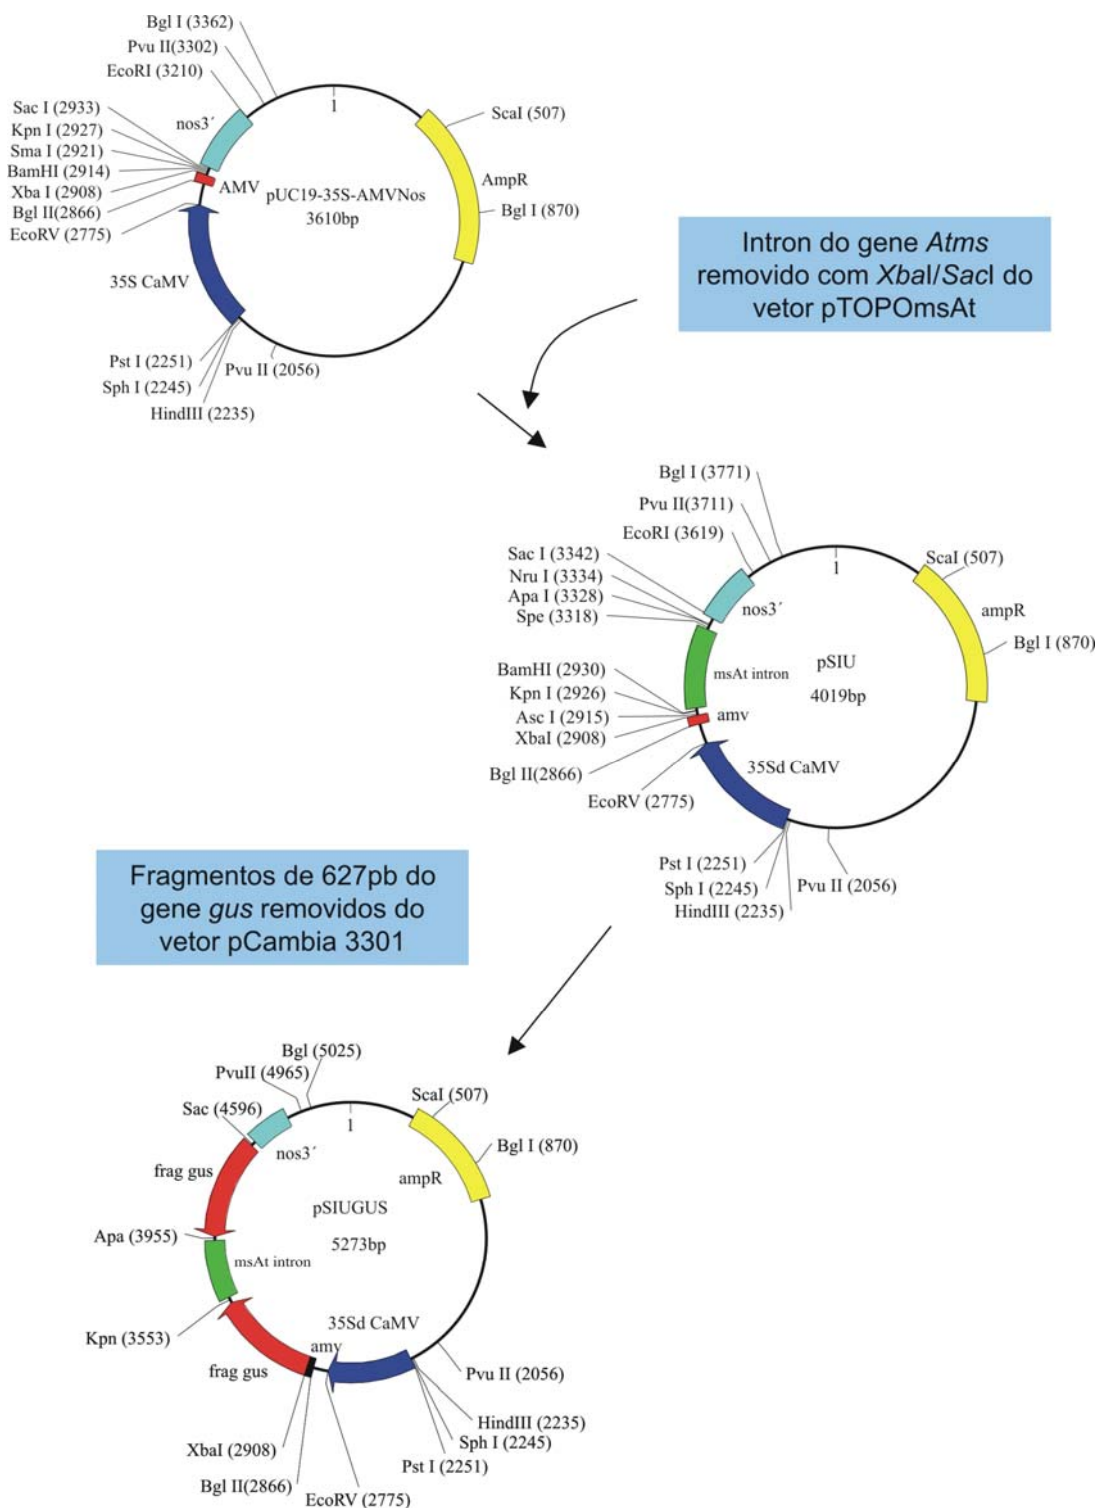 Bgl I (3362)
Pvu II(3302)
EcoRI (3210)
Sac I (2933)
Kpn I (2927)
Sma I (2921)
BamHI (2914)
Xba I (2908)
Bgl II(2866)
EcoRV (2775)
nos3´
AMV
35S CaMV
1
pUC19-35S-AMVNos
3610bp
ScaI (507)
AmpR
Bgl I (870)
Pst I (2251)
Sph I (2245)
HindIII (2235)
Pvu II (2056)
Intron do gene Atms
removido com XbaI/SacI do
vetor pTOPOmsAt
Bgl I (3771)
Pvu II(3711)
EcoRI (3619)
Sac I (3342)
Nru I (3334)
Apa I (3328)
Spe (3318)
BamHI (2930)
Kpn I (2926)
Asc I (2915)
XbaI (2908)
Bgl II(2866)
EcoRV (2775)
nos3´
msAt intron
amv
35Sd CaMV
1
pSIU
4019bp
ScaI (507)
ampR
Bgl I (870)
Pst I (2251)
Sph I (2245)
HindIII (2235)
Pvu II (2056)
Fragmentos de 627pb do
gene gus removidos do
vetor pCambia 3301
Bgl (5025)
PvuII (4965)
Sac (4596)
nos3´
frag gus
Apa (3955)
msAt intron
Kpn (3553)
frag gus
amv
35Sd CaMV
1
pSIUGUS
5273bp
ScaI (507)
Bgl I (870)
ampR
Pvu II (2056)
HindIII (2235)
Sph I (2245)
Pst I (2251)
XbaI (2908)
Bgl II(2866)
EcoRV (2775)